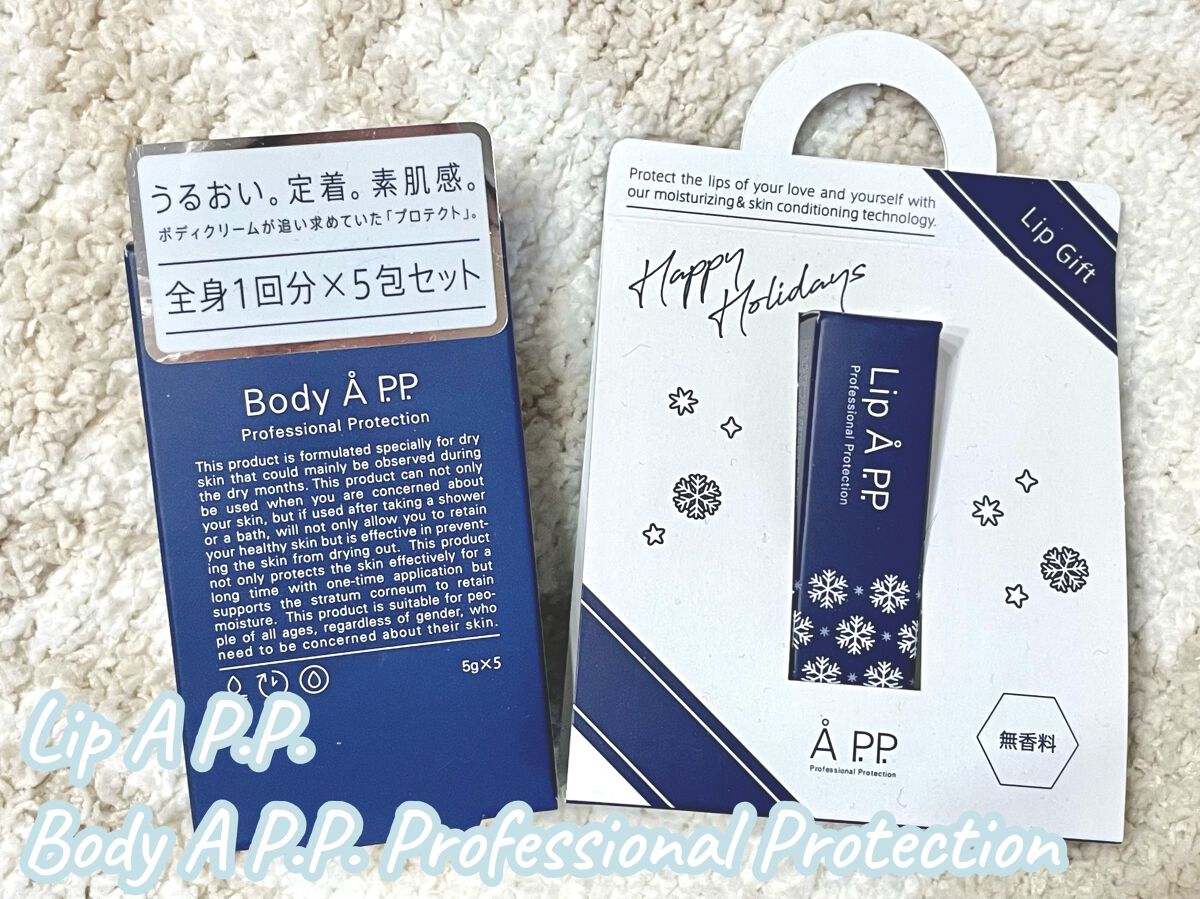 うるおい。定着。素肌感。
ボディクリームが追い求めていた「プロテクト」。
全身1回分×5包セット
Body Å P.P.
Professional Protection
This product is formulated specially for dry
skin that could mainly be observed during
the dry months. This product can not only
be used when you are concerned about
your skin, but if used after taking a shower
or a bath, will not only allow you to retain
your healthy skin but is effective in prevent-
ing the skin from drying out. This product
not only protects the skin effectively for a
long time with one-time application but
supports the stratum corneum to retain
moisture. This product is suitable for peo-
ple of all ages, regardless of gender, who
need to be concerned about their skin.
5g×5
Protect the lips of your love and yourself with
our moisturizing & skin conditioning technology.
Lip Gift
Happy
Holidays
Lip Å P.P.
Professional Protection
Å P.P.
Professional Protection
無香料
Lip A P.P.
Body A P.P. Professional Protection